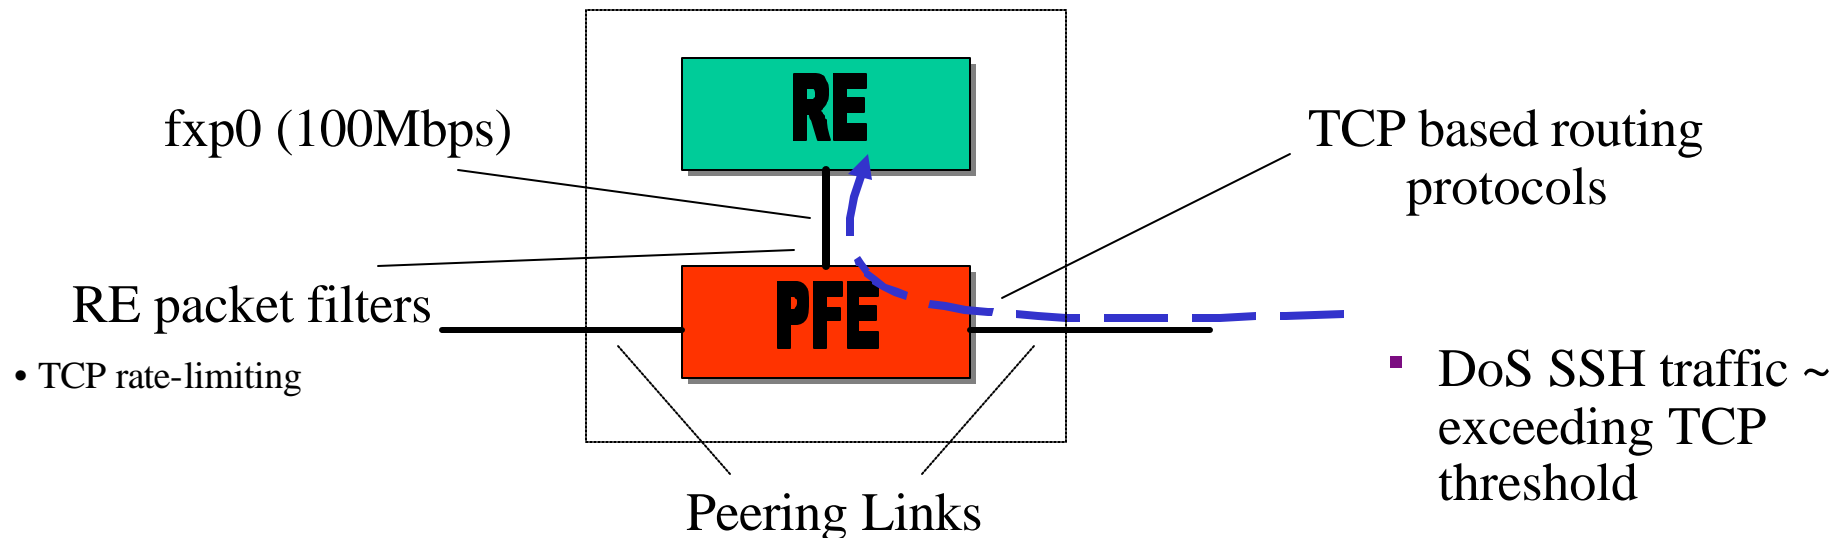 RE
fxp0 (100Mbps)
TCP based routing
protocols
RE packet filters
PFE
• TCP rate-limiting
▪ DoS SSH traffic ~
exceeding TCP
threshold
Peering Links